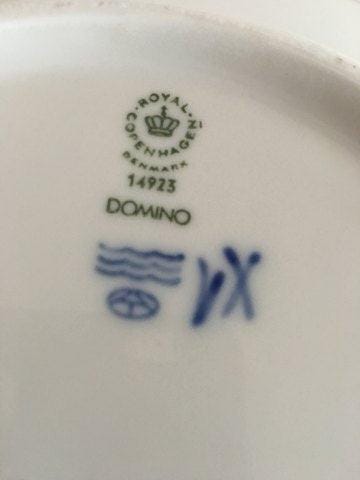 ROYAL
COPENHAGEN
DENMARK
14923
DOMINO